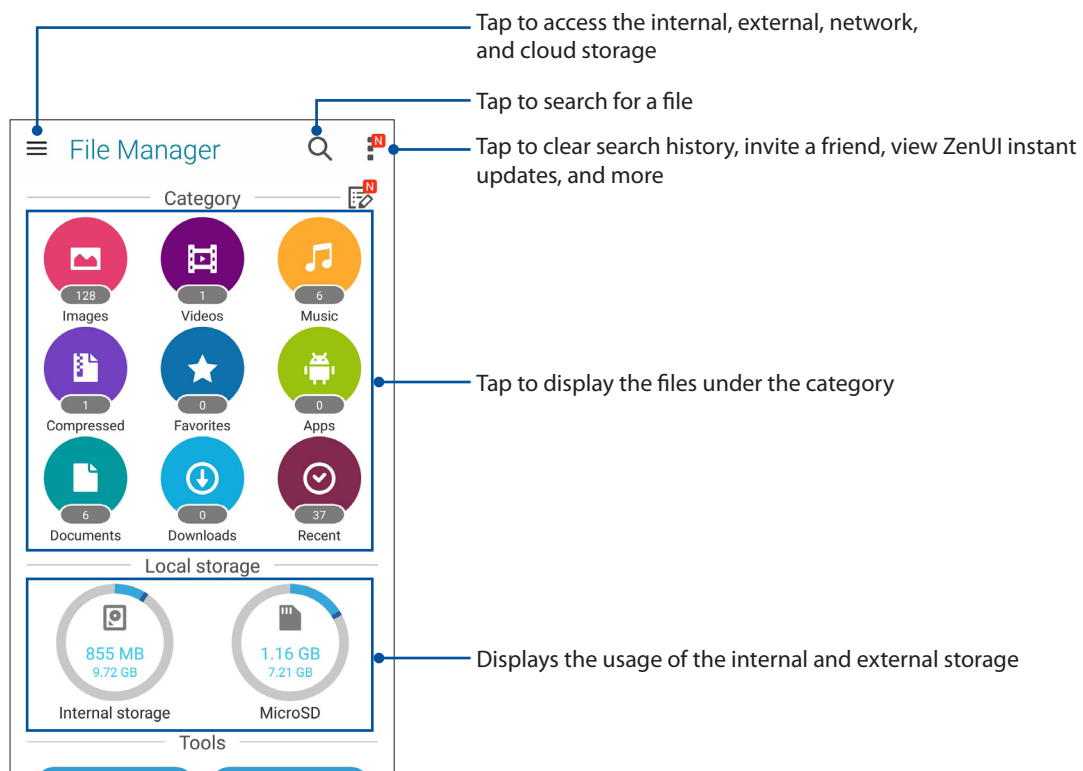 Tap to access the internal, external, network,
and cloud storage
Tap to search for a file
File Manager
N
Tap to clear search history, invite a friend, view ZenUI instant
updates, and more
Category
N
128
1
6
Images
Videos
Music
1
0
0
Compressed
Favorites
Apps
Tap to display the files under the category
6
0
37
Documents
Downloads
Recent
Local storage
855 MB
9.72 GB
1.16 GB
7.21 GB
Displays the usage of the internal and external storage
Internal storage
MicroSD
Tools